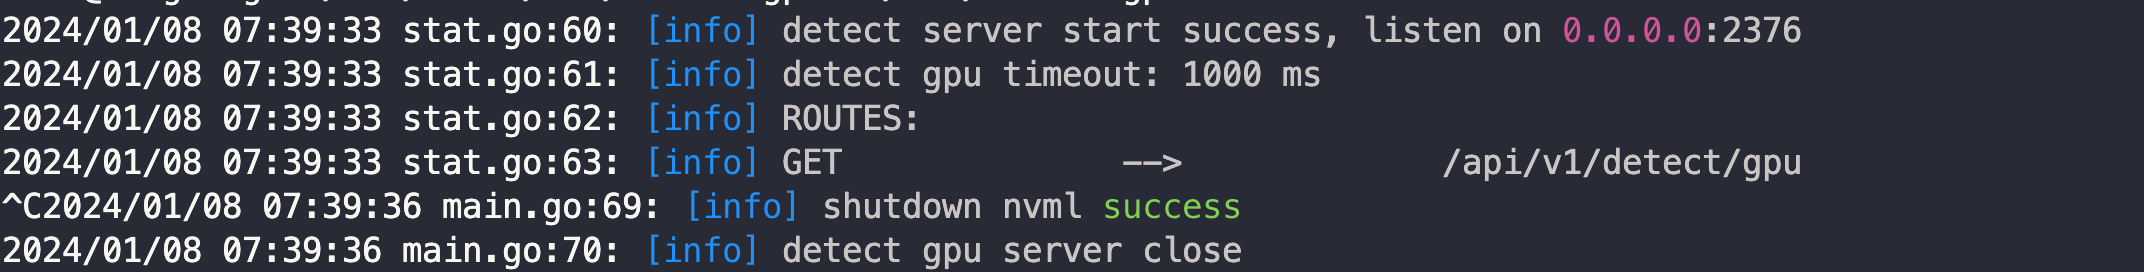 2024/01/08 07:39:33 stat.go:60: [info] detect server start success, listen on 0.0.0.0:2376
2024/01/08 07:39:33 stat.go:61: [info] detect gpu timeout: 1000 ms
2024/01/08 07:39:33 stat.go:62: [info] ROUTES:
2024/01/08 07:39:33 stat.go:63: [info] GET              -->             /api/v1/detect/gpu
^C2024/01/08 07:39:36 main.go:69: [info] shutdown nvml success
2024/01/08 07:39:36 main.go:70: [info] detect gpu server close